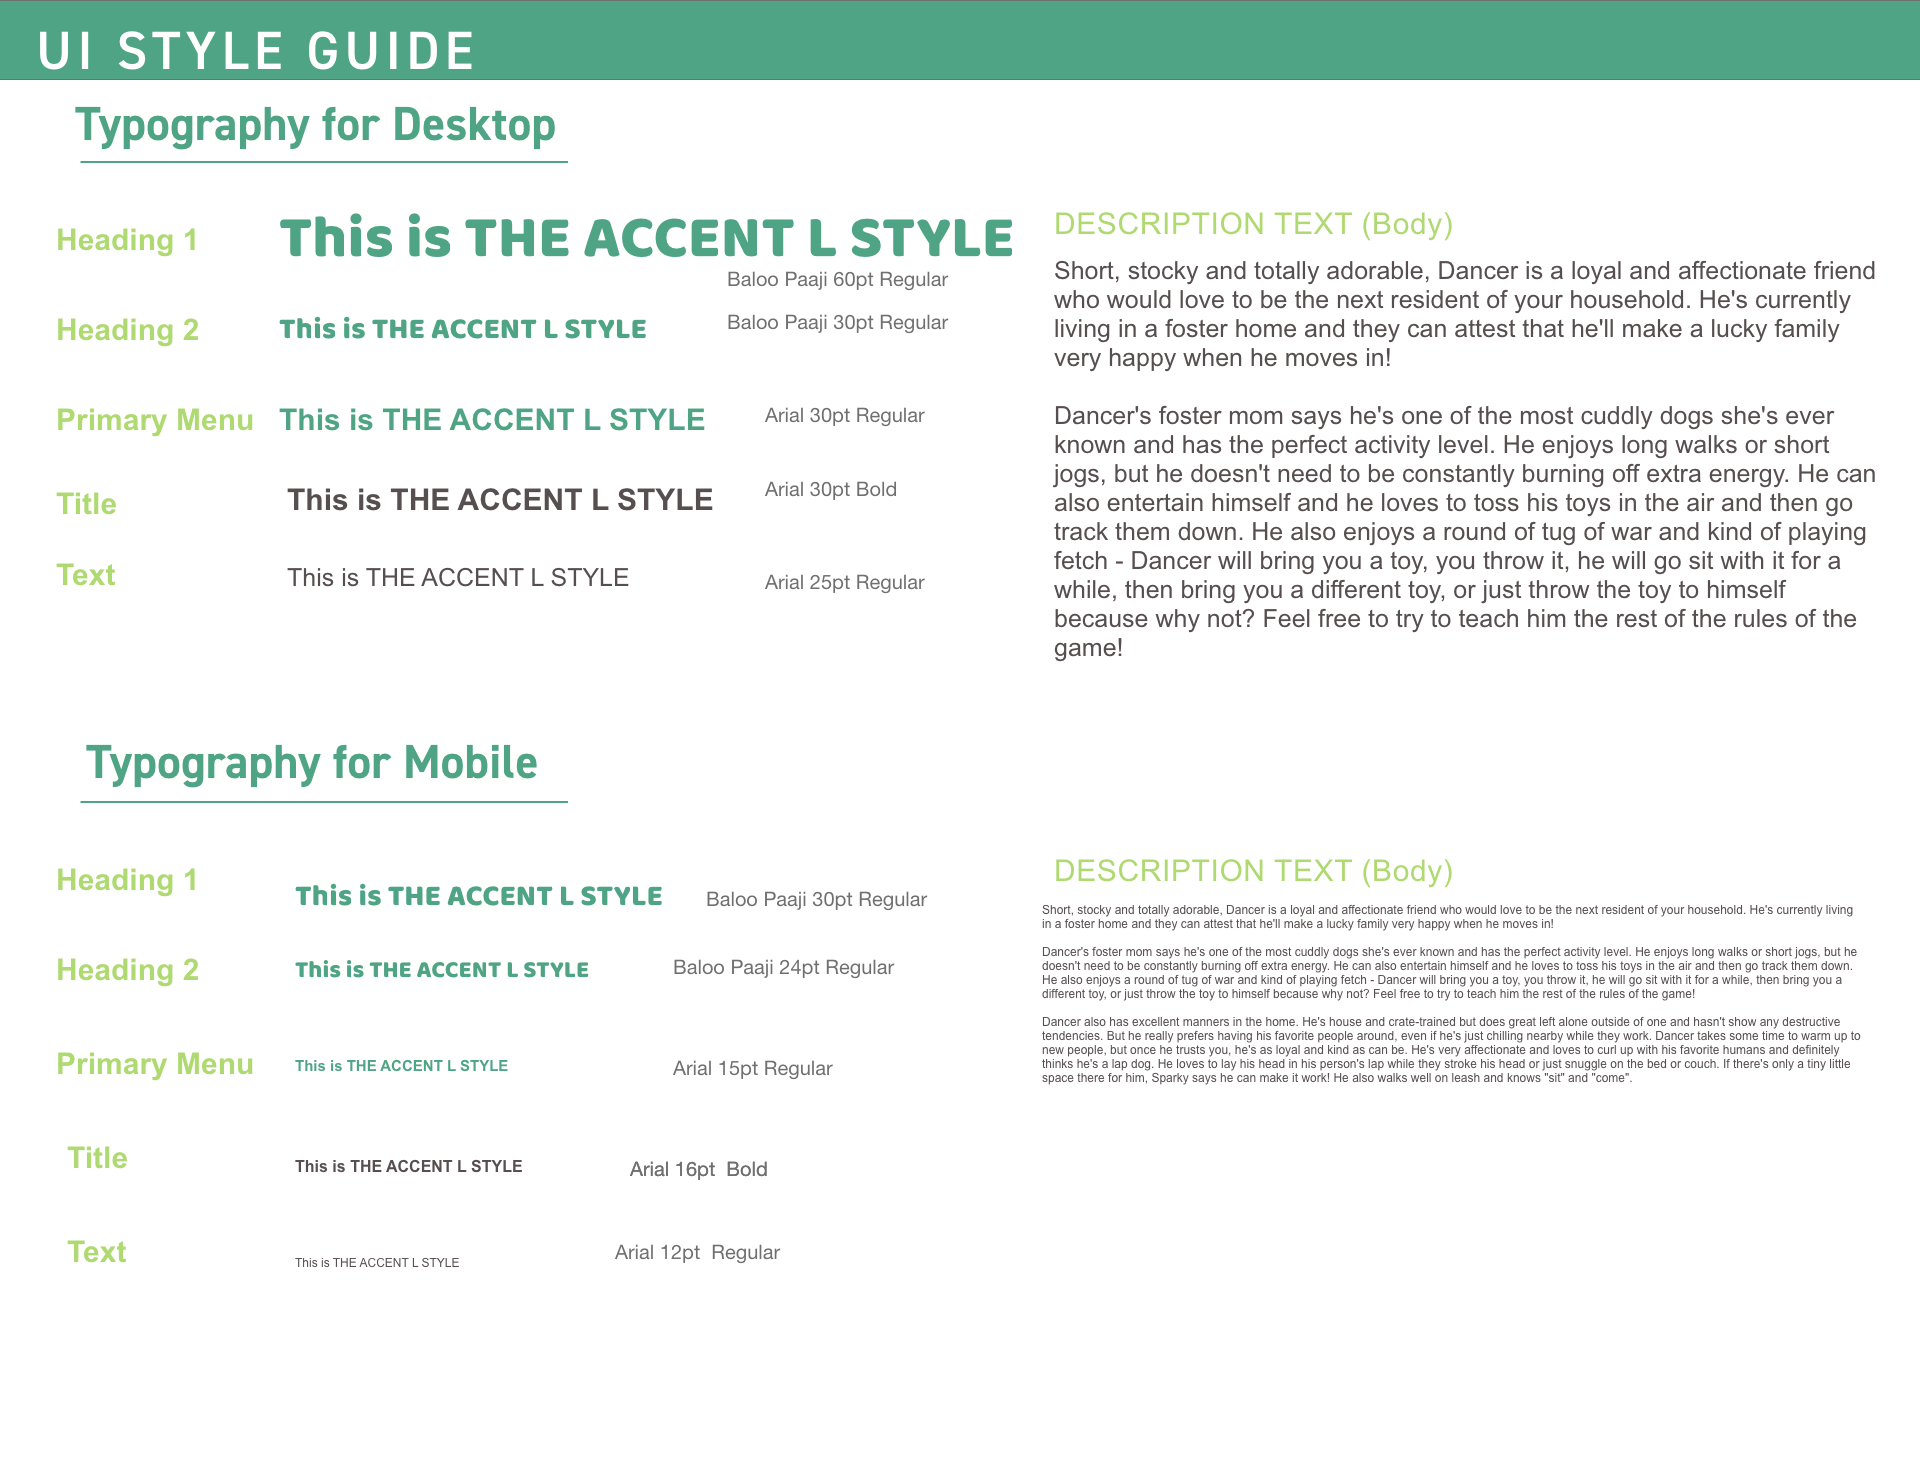 UI STYLE GUIDE
Typography for Desktop
Heading 1
This is THE ACCENT L STYLE
Baloo Paaji 60pt Regular
Heading 2
This is THE ACCENT L STYLE
Baloo Paaji 30pt Regular
Primary Menu
This is THE ACCENT L STYLE
Arial 30pt Regular
Title
This is THE ACCENT L STYLE
Arial 30pt Bold
Text
This is THE ACCENT L STYLE
Arial 25pt Regular
DESCRIPTION TEXT (Body)
Short, stocky and totally adorable, Dancer is a loyal and affectionate friend
who would love to be the next resident of your household. He's currently
living in a foster home and they can attest that he'll make a lucky family
very happy when he moves in!
Dancer's foster mom says he's one of the most cuddly dogs she's ever
known and has the perfect activity level. He enjoys long walks or short
jogs, but he doesn't need to be constantly burning off extra energy. He can
also entertain himself and he loves to toss his toys in the air and then go
track them down. He also enjoys a round of tug of war and kind of playing
fetch - Dancer will bring you a toy, you throw it, he will go sit with it for a
while, then bring you a different toy, or just throw the toy to himself
because why not? Feel free to try to teach him the rest of the rules of the
game!
Typography for Mobile
Heading 1
This is THE ACCENT L STYLE
Baloo Paaji 30pt Regular
Heading 2
This is THE ACCENT L STYLE
Baloo Paaji 24pt Regular
Primary Menu
This is THE ACCENT L STYLE
Arial 15pt Regular
Title
This is THE ACCENT L STYLE
Arial 16pt  Bold
Text
This is THE ACCENT L STYLE
Arial 12pt  Regular
DESCRIPTION TEXT (Body)
Short, stocky and totally adorable, Dancer is a loyal and affectionate friend who would love to be the next resident of your household. He's currently living
in a foster home and they can attest that he'll make a lucky family very happy when he moves in!
Dancer's foster mom says he's one of the most cuddly dogs she's ever known and has the perfect activity level. He enjoys long walks or short jogs, but he
doesn't need to be constantly burning off extra energy. He can also entertain himself and he loves to toss his toys in the air and then go track them down.
He also enjoys a round of tug of war and kind of playing fetch - Dancer will bring you a toy, you throw it, he will go sit with it for a while, then bring you a
different toy, or just throw the toy to himself because why not? Feel free to try to teach him the rest of the rules of the game!
Dancer also has excellent manners in the home. He's house and crate-trained but does great left alone outside of one and hasn't show any destructive
tendencies. But he really prefers having his favorite people around, even if he's just chilling nearby while they work. Dancer takes some time to warm up to
new people, but once he trusts you, he's as loyal and kind as can be. He's very affectionate and loves to curl up with his favorite humans and definitely
thinks he's a lap dog. He loves to lay his head in his person's lap while they stroke his head or just snuggle on the bed or couch. If there's only a tiny little
space there for him, Sparky says he can make it work! He also walks well on leash and knows "sit" and "come".